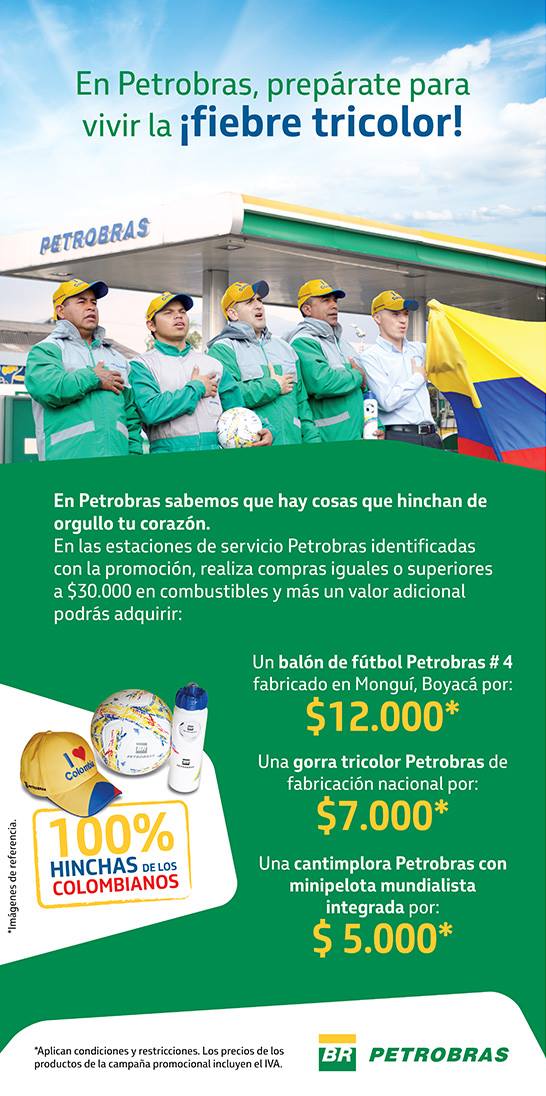 En Petrobras, prepárate para
vivir la ¡fiebre tricolor!
PETROBRAS
En Petrobras sabemos que hay cosas que hinchan de
orgullo tu corazón.
En las estaciones de servicio Petrobras identificadas
con la promoción, realiza compras iguales o superiores
a $30.000 en combustibles y más un valor adicional
podrás adquirir:
Un balón de fútbol Petrobras # 4
fabricado en Monguí, Boyacá por:
$12.000*
Una gorra tricolor Petrobras de
fabricación nacional por:
$7.000*
Una cantimplora Petrobras con
minipelota mundialista
integrada por:
$ 5.000*
I
Colombia
BR
PETROBRAS
100%
HINCHAS DE LOS
COLOMBIANOS
*Imágenes de referencia.
*Aplican condiciones y restricciones. Los precios de los
productos de la campaña promocional incluyen el IVA.
BR PETROBRAS